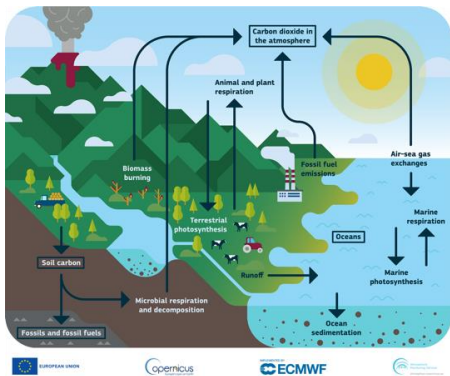 Carbon dioxide in
the atmosphere
Animal and plant
respiration
Biomass
burning
Fossil fuel
emissions
Air-sea gas
exchanges
Marine
respiration
Terrestrial
photosynthesis
Oceans
Soil carbon
Runoff
Marine
photosynthesis
Microbial respiration
and decomposition
Fossils and fossil fuels
Ocean
sedimentation
EUROPEAN UNION
opernicus
IMPLEMENTED BY
ECMWF